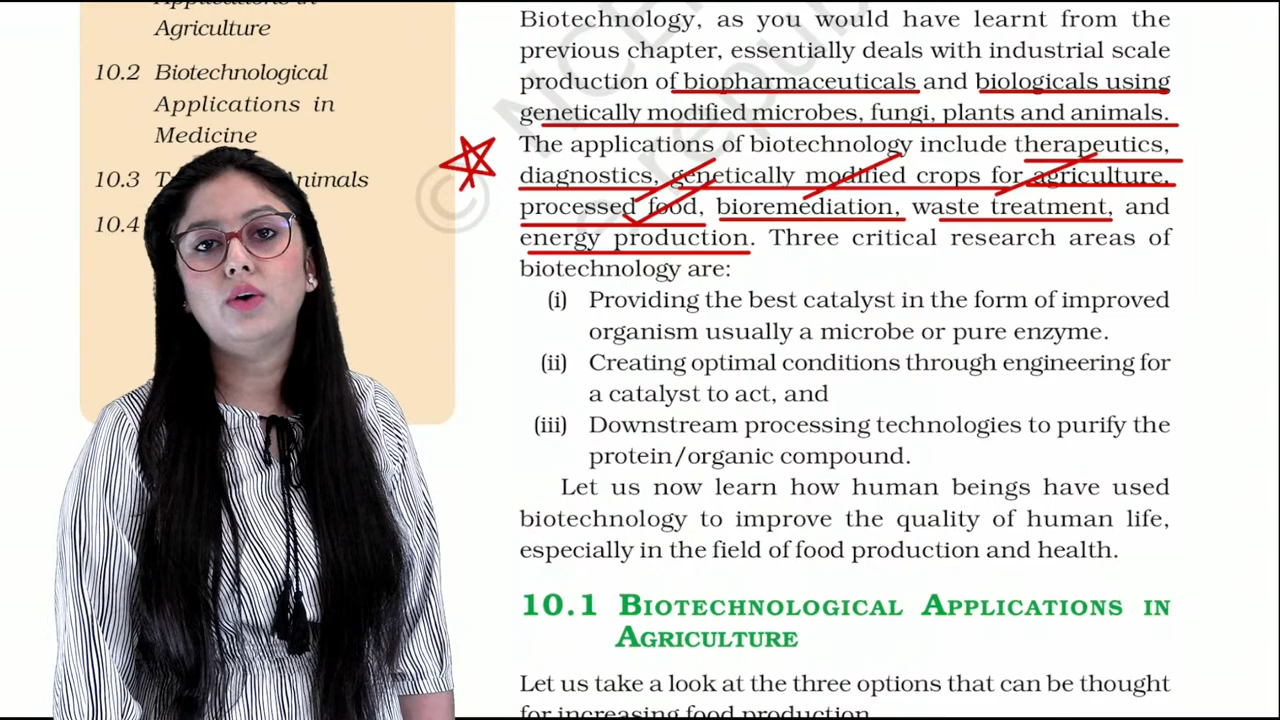 Applications in
Agriculture
10.2 Biotechnological
Applications in
Medicine
10.3 Animals
10.4
Biotechnology, as you would have learnt from the
previous chapter, essentially deals with industrial scale
production of biopharmaceuticals and biologicals using
genetically modified microbes, fungi, plants and animals.
The applications of biotechnology include therapeutics,
diagnostics, genetically modified crops for agriculture,
processed food, bioremediation, waste treatment, and
energy production. Three critical research areas of
biotechnology are:
(i) Providing the best catalyst in the form of improved
organism usually a microbe or pure enzyme.
(ii) Creating optimal conditions through engineering for
a catalyst to act, and
(iii) Downstream processing technologies to purify the
protein/organic compound.
Let us now learn how human beings have used
biotechnology to improve the quality of human life,
especially in the field of food production and health.
10.1 BIOTECHNOLOGICAL APPLICATIONS IN
AGRICULTURE
Let us take a look at the three options that can be thought
for increasing food production